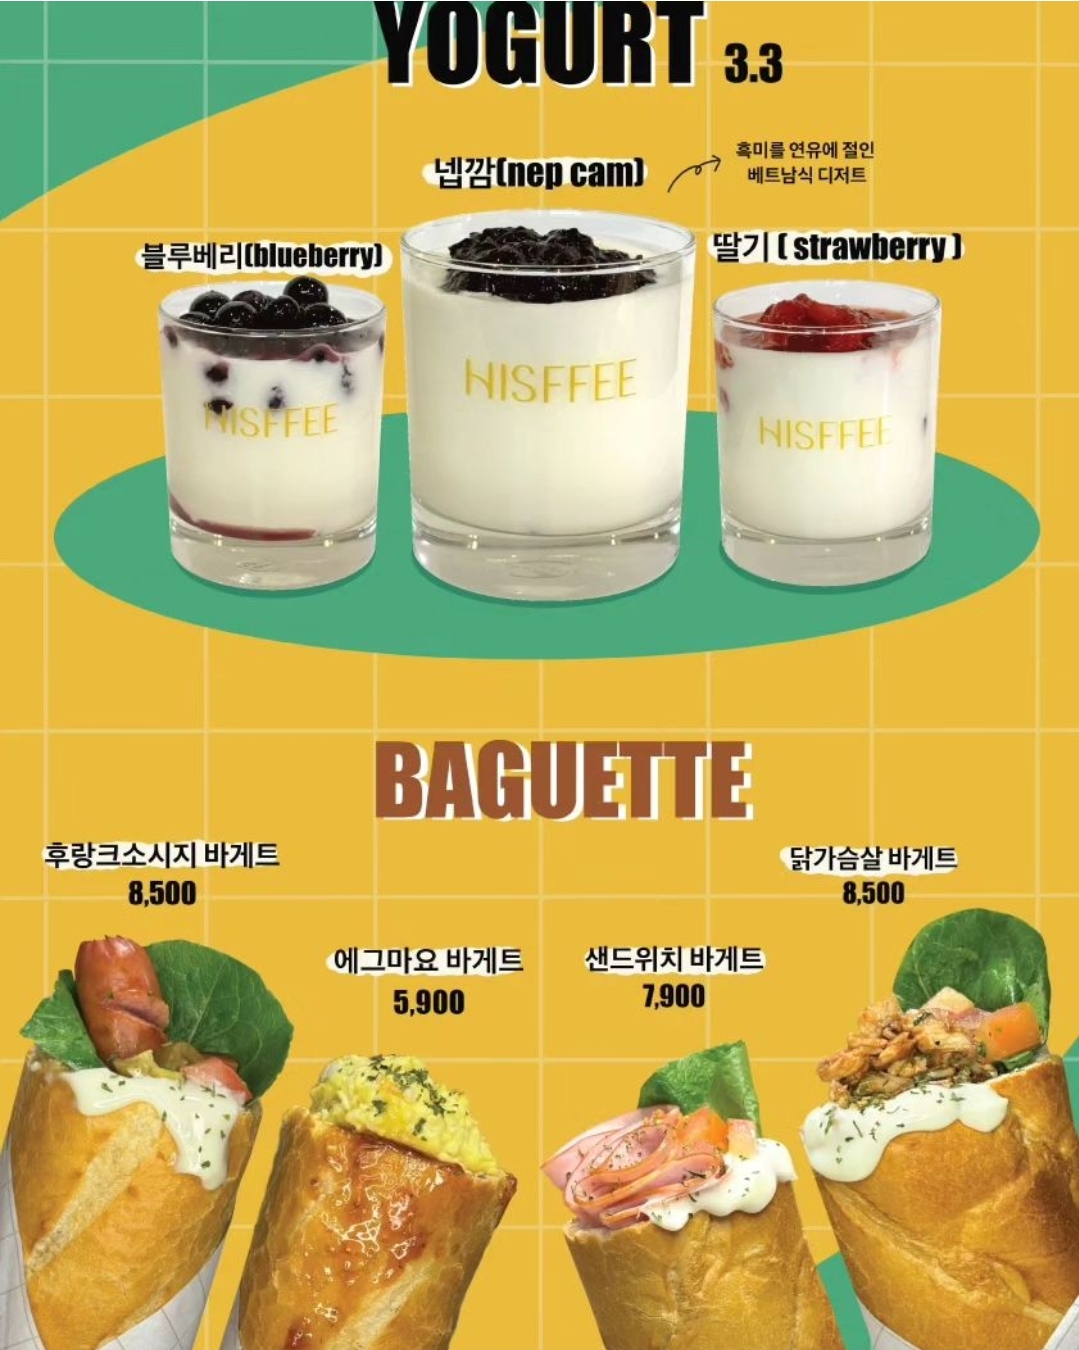 YOGURT 3.3
넵깜(nep cam)
흑미를 연유에 절인
베트남식 디저트
블루베리(blueberry)
딸기 ( strawberry )
HISFFEE
HISFFEE
HISFFEE
BAGUETTE
후랑크소시지 바게트
8,500
닭가슴살 바게트
8,500
에그마요 바게트
5,900
샌드위치 바게트
7,900